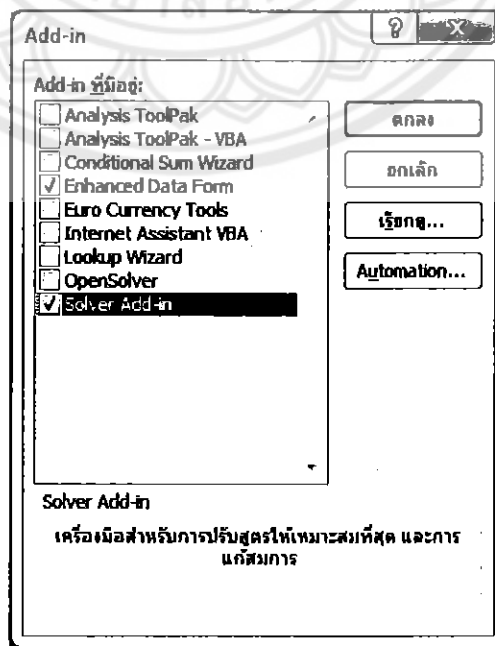 Add-in
Add-in ที่มีอยู่:
Analysis ToolPak
Analysis ToolPak - VBA
Conditional Sum Wizard
Enhanced Data Form
Euro Currency Tools
Internet Assistant VBA
Lookup Wizard
OpenSolver
Solver Add-in
ตกลง
ยกเลิก
เรียกดู...
Automation...
Solver Add-in
เครื่องมือสำหรับการปรับสูตรให้เหมาะสมที่สุด และการ
แก้สมการ